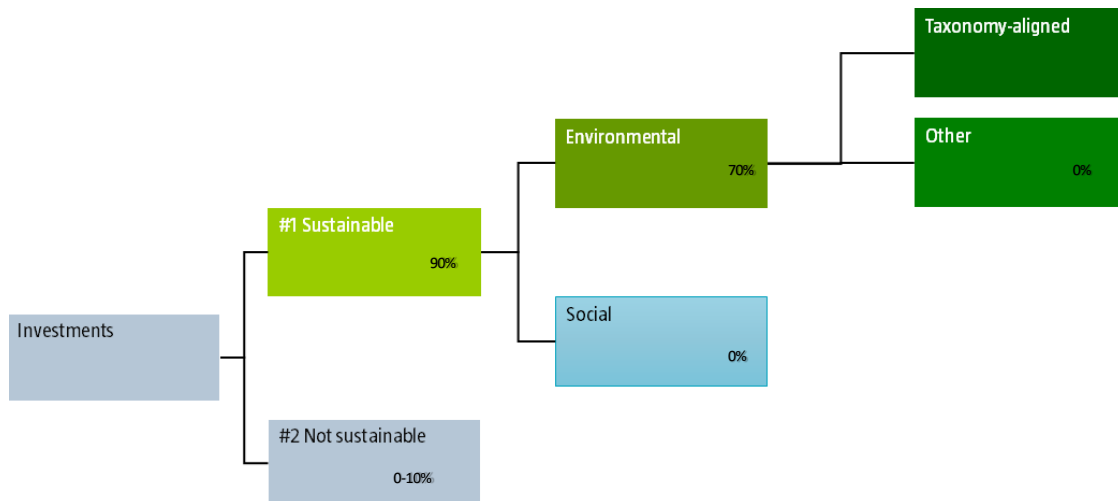 Taxonomy-aligned
Environmental
70%
Other
0%
#1 Sustainable
90%
Social
0%
Investments
#2 Not sustainable
0-10%